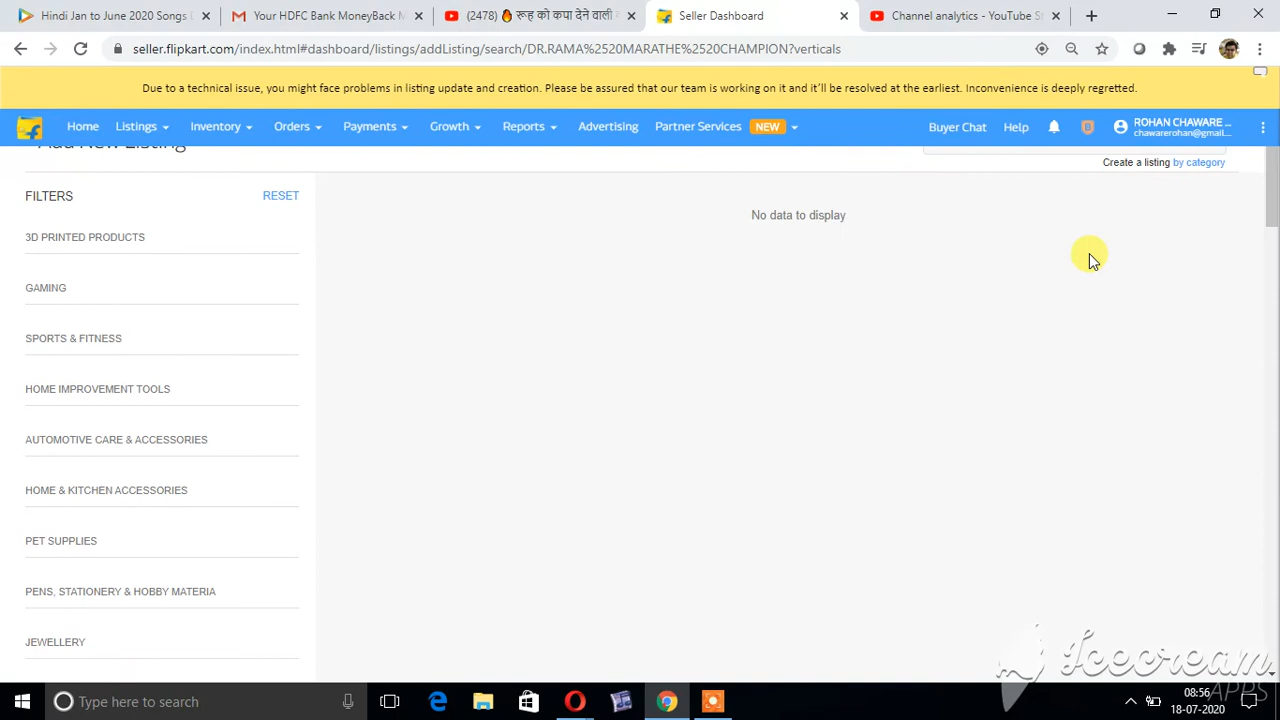 Hindi Jan to June 2020 Songs
Your HDFC Bank MoneyBack
(2478) 🔥 रूह को कपा देने वाली
Seller Dashboard
Channel analytics - YouTube St
seller.flipkart.com/index.html#dashboard/listings/addListing/search/DR.RAMA%2520MARATHE%2520CHAMPION?verticals
Due to a technical issue, you might face problems in listing update and creation. Please be assured that our team is working on it and it'll be resolved at the earliest. Inconvenience is deeply regretted.
Home
Listings
Inventory
Orders
Payments
Growth
Reports
Advertising
Partner Services
NEW
Buyer Chat
Help
ROHAN CHAWARE ...
chawarerohan@gmail....
Add New Listing
Create a listing by category
FILTERS
RESET
No data to display
3D PRINTED PRODUCTS
GAMING
SPORTS & FITNESS
HOME IMPROVEMENT TOOLS
AUTOMOTIVE CARE & ACCESSORIES
HOME & KITCHEN ACCESSORIES
PET SUPPLIES
PENS, STATIONERY & HOBBY MATERIA
JEWELLERY
Icecream
APPS
Type here to search
08:56
18-07-2020